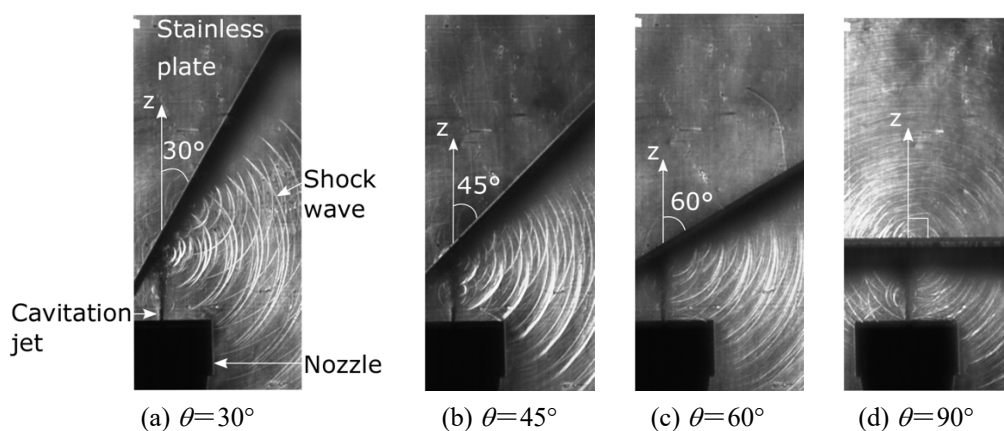 Stainless
plate
z
30°
Shock
wave
Cavitation
jet
Nozzle
z
45°
z
60°
z
(a) θ=30°
(b) θ=45°
(c) θ=60°
(d) θ=90°